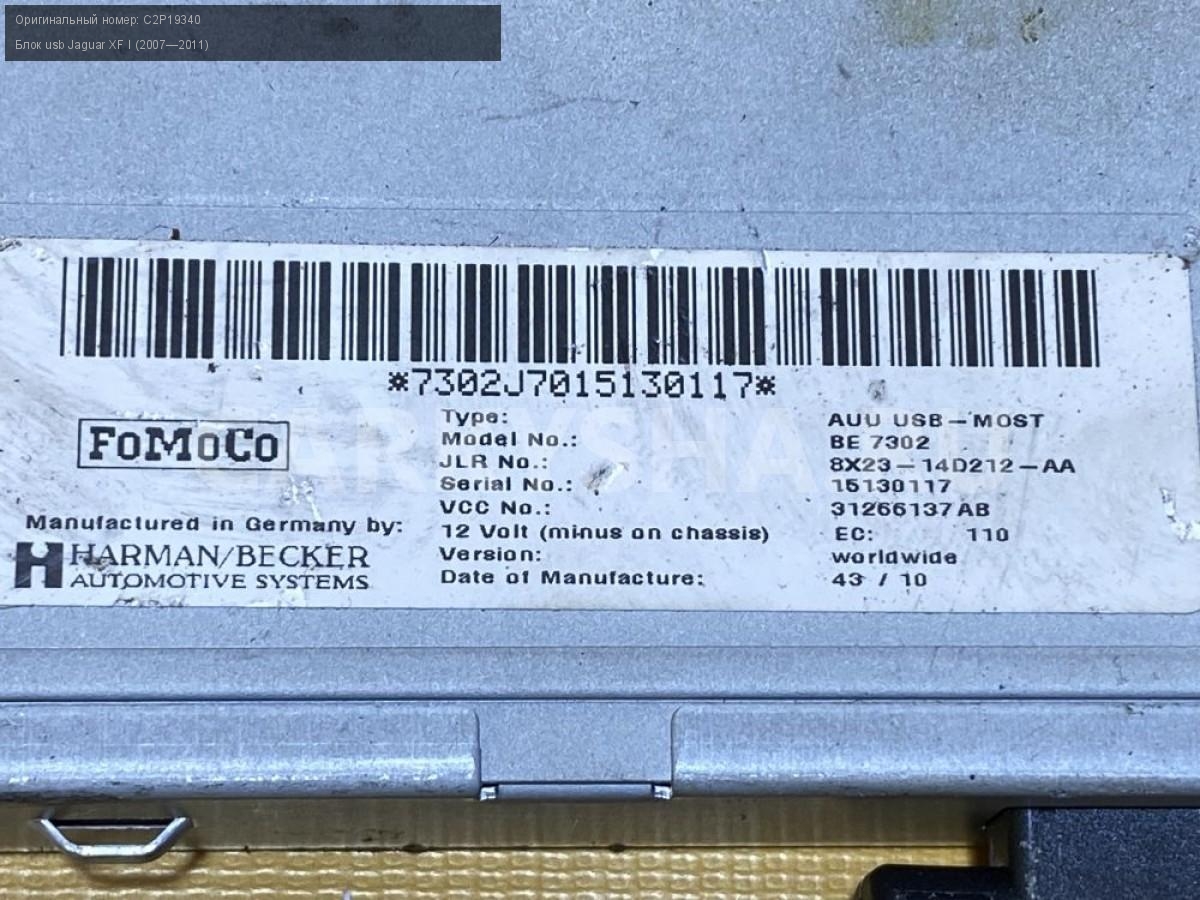 Оригинальный номер: C2P19340
Блок usb Jaguar XF I (2007—2011)
*7302J7015130117*
FoMoCo
Manufactured in Germany by:
HARMAN/BECKER
AUTOMOTIVE SYSTEMS
Type: AUU USB-MOST
Model No.: BE 7302
JLR No.: 8X23-14D212-AA
Serial No.: 15130117
VCC No.: 31266137AB
12 Volt (minus on chassis) EC: 110
Version: worldwide
Date of Manufacture: 43 / 10